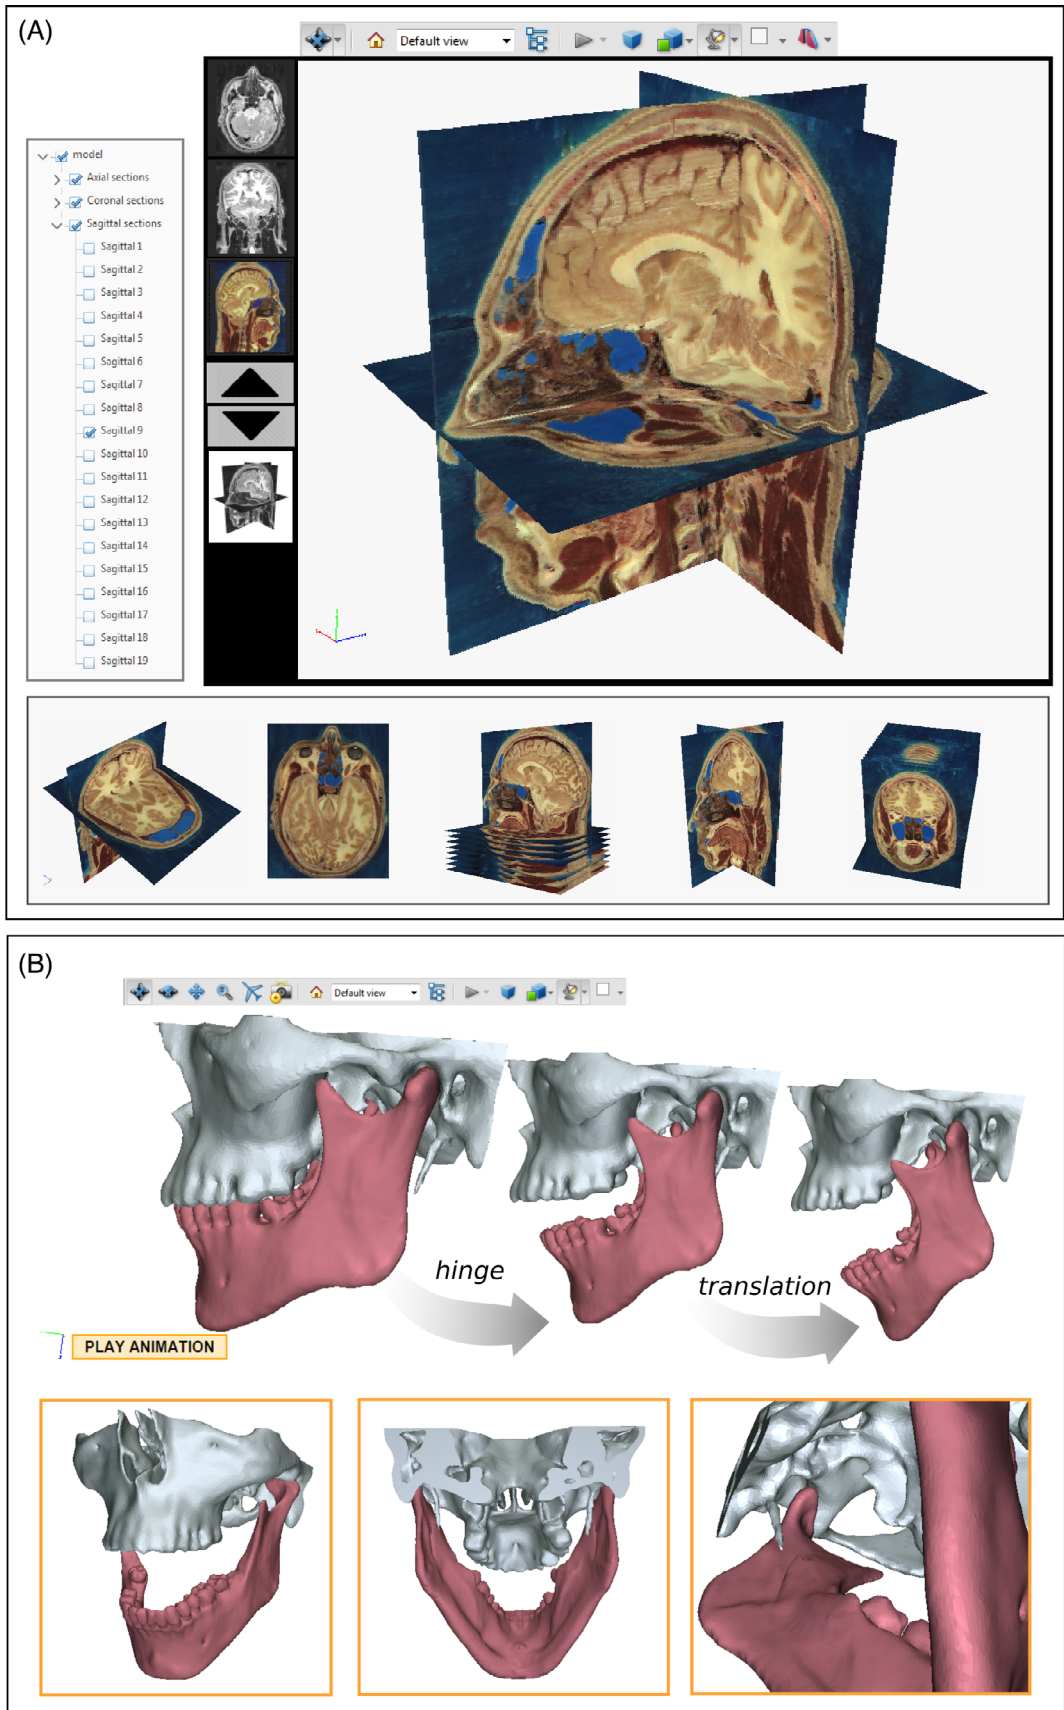 (A)
Default view
model
Axial sections
Coronal sections
Sagittal sections
Sagittal 1
Sagittal 2
Sagittal 3
Sagittal 4
Sagittal 5
Sagittal 6
Sagittal 7
Sagittal 8
Sagittal 9
Sagittal 10
Sagittal 11
Sagittal 12
Sagittal 13
Sagittal 14
Sagittal 15
Sagittal 16
Sagittal 17
Sagittal 18
Sagittal 19
(B)
Default view
hinge
translation
PLAY ANIMATION